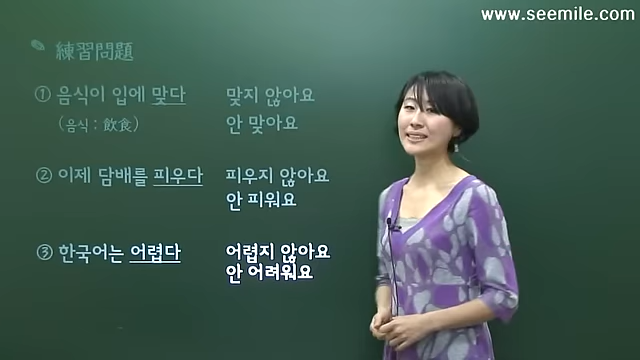 www.seemile.com
練習問題
① 음식이 입에 맞다 맞지 않아요
(음식 : 飮食) 안 맞아요
② 이제 담배를 피우다 피우지 않아요
안 피워요
③ 한국어는 어렵다 어렵지 않아요
안 어려워요